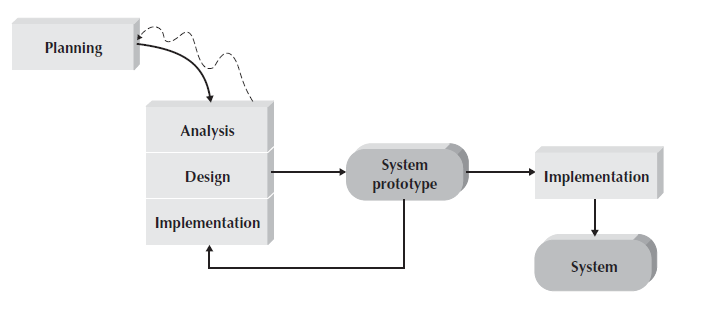 Planning
Analysis
Design
Implementation
System
prototype
Implementation
System